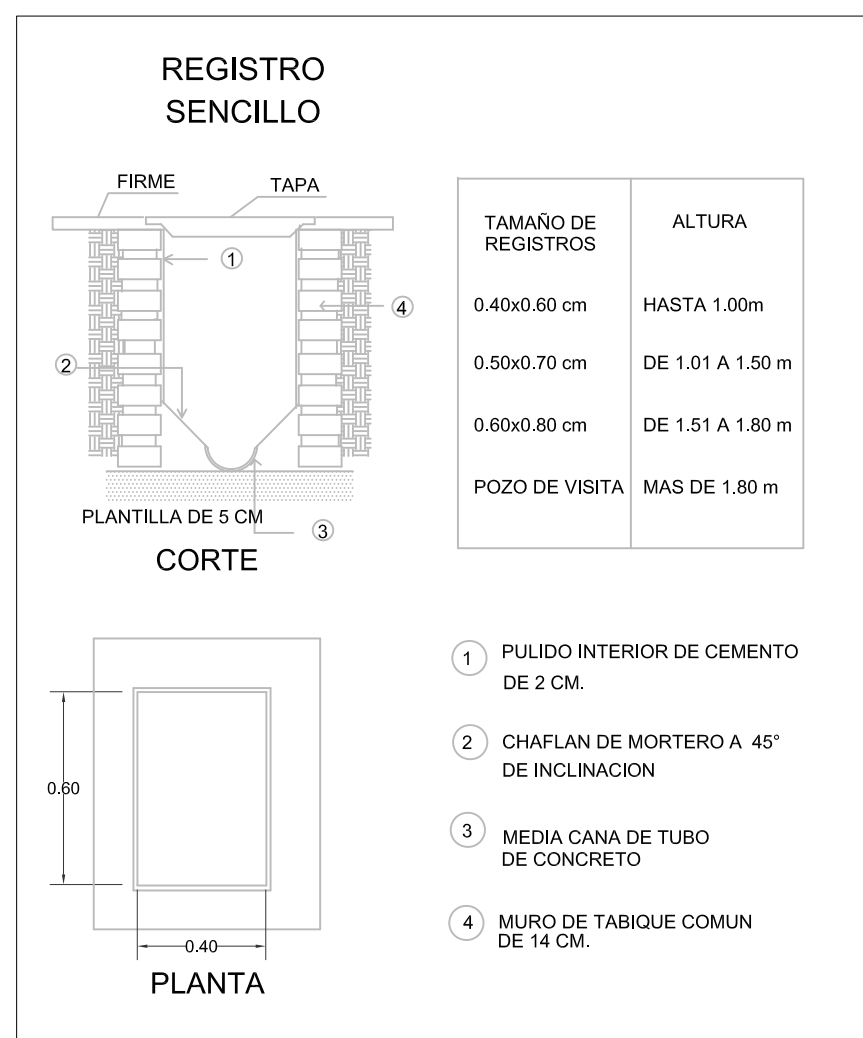 REGISTRO
SENCILLO
FIRME
TAPA
1
4
2
PLANTILLA DE 5 CM
3
CORTE
TAMAÑO DE
REGISTROS
ALTURA
0.40x0.60 cm
HASTA 1.00m
0.50x0.70 cm
DE 1.01 A 1.50 m
0.60x0.80 cm
DE 1.51 A 1.80 m
POZO DE VISITA
MAS DE 1.80 m
0.60
0.40
PLANTA
1 PULIDO INTERIOR DE CEMENTO
DE 2 CM.
2 CHAFLAN DE MORTERO A 45°
DE INCLINACION
3 MEDIA CANA DE TUBO
DE CONCRETO
4 MURO DE TABIQUE COMUN
DE 14 CM.